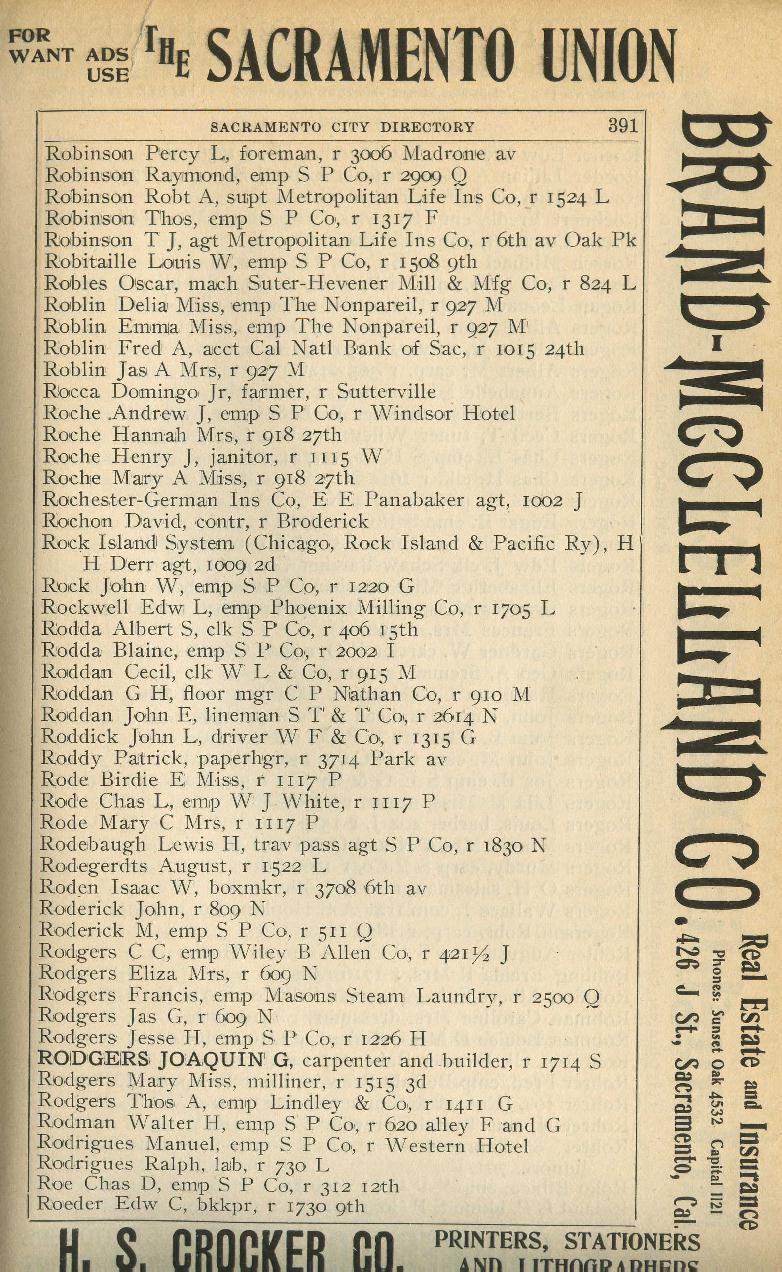 FOR
WANT ADS
USE
THE SACRAMENTO UNION
SACRAMENTO CITY DIRECTORY 391
Robinson Percy L, foreman, r 3006 Madrone av
Robinson Raymond, emp S P Co, r 2909 Q
Robinson Robt A, supt Metropolitan Life Ins Co, r 1524 L
Robinson Thos, emp S P Co, r 1317 F
Robinson T J, agt Metropolitan Life Ins Co, r 6th av Oak Pk
Robitaille Louis W, emp S P Co, r 1508 9th
Robles Oscar, mach Suter-Hevener Mill & Mfg Co, r 824 L
Roblin Delia Miss, emp The Nonpareil, r 927 M
Roblin Emma Miss, emp The Nonpareil, r 927 M
Roblin Fred A, acct Cal Natl Bank of Sac, r 1015 24th
Roblin Jas A Mrs, r 927 M
Rocca Domingo Jr, farmer, r Sutterville
Roche Andrew J, emp S P Co, r Windsor Hotel
Roche Hannah Mrs, r 918 27th
Roche Henry J, janitor, r 1115 W
Roche Mary A Miss, r 918 27th
Rochester-German Ins Co, E E Panabaker agt, 1002 J
Rochon David, contr, r Broderick
Rock Island System (Chicago, Rock Island & Pacific Ry), H
H Derr agt, 1009 2d
Rock John W, emp S P Co, r 1220 G
Rockwell Edw L, emp Phoenix Milling Co, r 1705 L
Rodda Albert S, clk S P Co, r 406 15th
Rodda Blaine, emp S P Co, r 2002 I
Roddan Cecil, clk W L & Co, r 915 M
Roddan G H, floor mgr C P Nathan Co, r 910 M
Roddan John E, lineman S T & T Co, r 2614 N
Roddick John L, driver W F & Co, r 1315 G
Roddy Patrick, paperhgr, r 3714 Park av
Rode Birdie E Miss, r 1117 P
Rode Chas L, emp W J White, r 1117 P
Rode Mary C Mrs, r 1117 P
Rodebaugh Lewis H, trav pass agt S P Co, r 1830 N
Rodegerdts August, r 1522 L
Roden Isaac W, boxmkr, r 3708 6th av
Roderick John, r 809 N
Roderick M, emp S P Co, r 511 Q
Rodgers C C, emp Wiley B Allen Co, r 421½ J
Rodgers Eliza Mrs, r 609 N
Rodgers Francis, emp Masons Steam Laundry, r 2500 Q
Rodgers Jas G, r 609 N
Rodgers Jesse H, emp S P Co, r 1226 H
RODGERS JOAQUIN G, carpenter and builder, r 1714 S
Rodgers Mary Miss, milliner, r 1515 3d
Rodgers Thos A, emp Lindley & Co, r 1411 G
Rodman Walter H, emp S P Co, r 620 alley F and G
Rodrigues Manuel, emp S P Co, r Western Hotel
Rodrigues Ralph, lab, r 730 L
Roe Chas D, emp S P Co, r 312 12th
Roeder Edw C, bkkpr, r 1730 9th
BRAND-McCLELLAND CO.
Real Estate and Insurance
Phones: Sunset Oak 4532 Capital 1121
426 J St., Sacramento, Cal.
H. S. CROCKER CO.
PRINTERS, STATIONERS
AND LITHOGRAPHERS